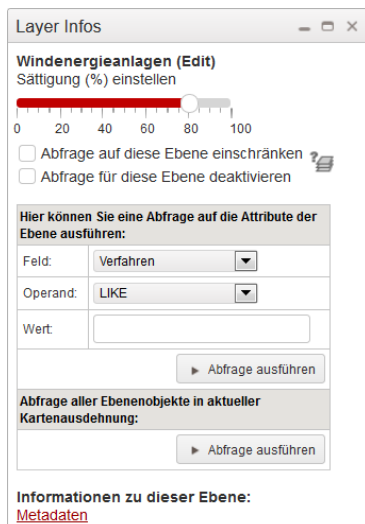 Layer Infos
Windenergieanlagen (Edit)
Sättigung (%) einstellen
0 20 40 60 80 100
Abfrage auf diese Ebene einschränken ?
Abfrage für diese Ebene deaktivieren
Hier können Sie eine Abfrage auf die Attribute der
Ebene ausführen:
Feld: Verfahren
Operand: LIKE
Wert:
Abfrage ausführen
Abfrage aller Ebenenobjekte in aktueller
Kartenausdehnung:
Abfrage ausführen
Informationen zu dieser Ebene:
Metadaten